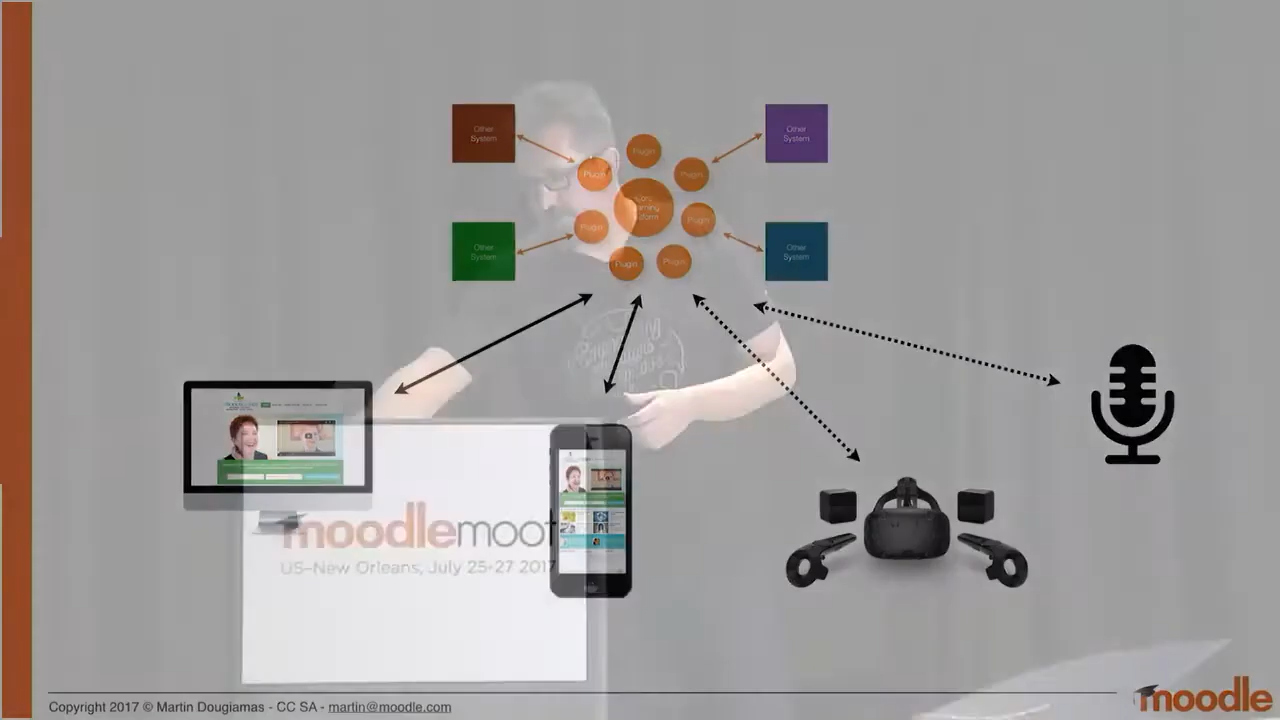 Other
System
Other
System
Plugin
Plugin
Plugin
Plugin
Plugin
Plugin
Plugin
Other
System
Other
System
moodlemoot
US–New Orleans, July 25-27 2017
Copyright 2017 © Martin Dougiamas - CC SA - martin@moodle.com
moodle